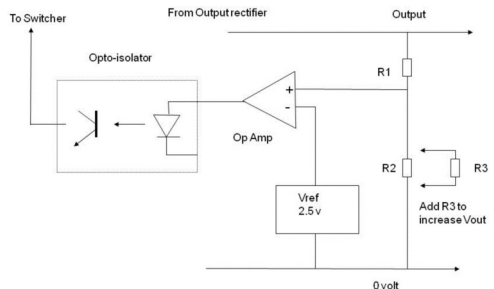 To Switcher
From Output rectifier
Output
Opto-isolator
R1
+
-
Op Amp
R2
R3
Vref
2.5 v
Add R3 to
increase Vout
0 volt